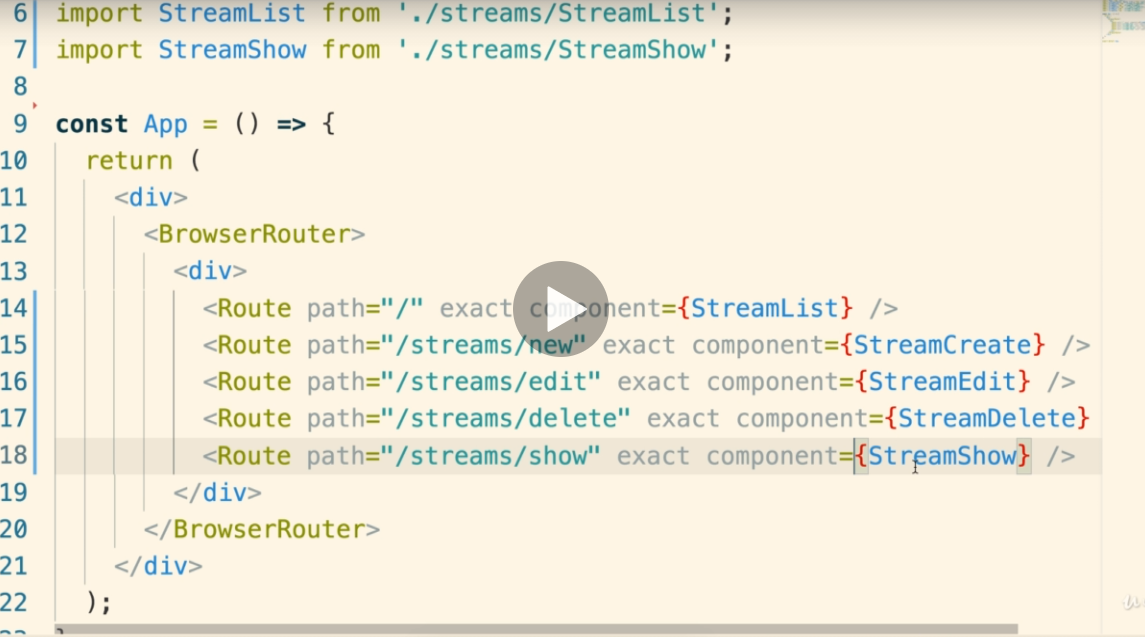 6 import StreamList from './streams/StreamList';
7 import StreamShow from './streams/StreamShow';
8
9 const App = () => {
10 return (
11 <div>
12 <BrowserRouter>
13 <div>
14 <Route path="/" exact component={StreamList} />
15 <Route path="/streams/new" exact component={StreamCreate} />
16 <Route path="/streams/edit" exact component={StreamEdit} />
17 <Route path="/streams/delete" exact component={StreamDelete}
18 <Route path="/streams/show" exact component={StreamShow} />
19 </div>
20 </BrowserRouter>
21 </div>
22 );